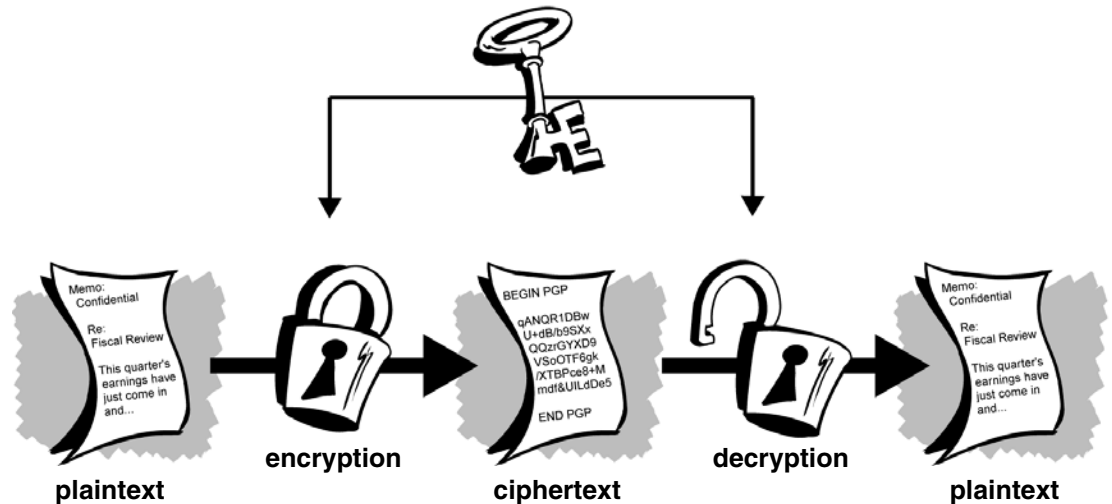 Memo:
Confidential
Re:
Fiscal Review
This quarter's
earnings have
just come in
and...
plaintext
encryption
BEGIN PGP
qANQR1DBw
U+dB/b9SXx
QQzrGYXD9
VSoOTF6gk
/XTBPce8+M
mdf&UILdDe5
END PGP
ciphertext
decryption
Memo:
Confidential
Re:
Fiscal Review
This quarter's
earnings have
just come in
and...
plaintext